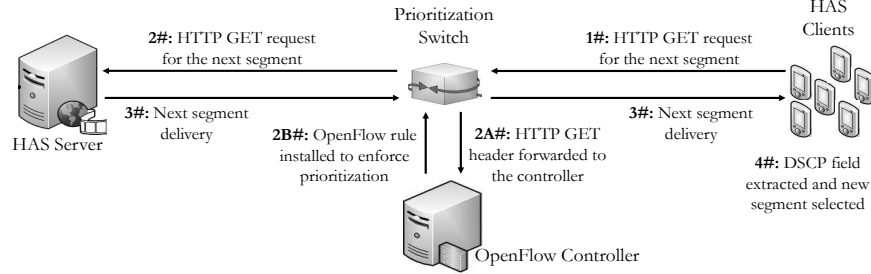 Prioritization
Switch
HAS
Clients
2#: HTTP GET request
for the next segment
1#: HTTP GET request
for the next segment
3#: Next segment
delivery
HAS Server
2B#: OpenFlow rule
installed to enforce
prioritization
2A#: HTTP GET
header forwarded to
the controller
3#: Next segment
delivery
4#: DSCP field
extracted and new
segment selected
OpenFlow Controller